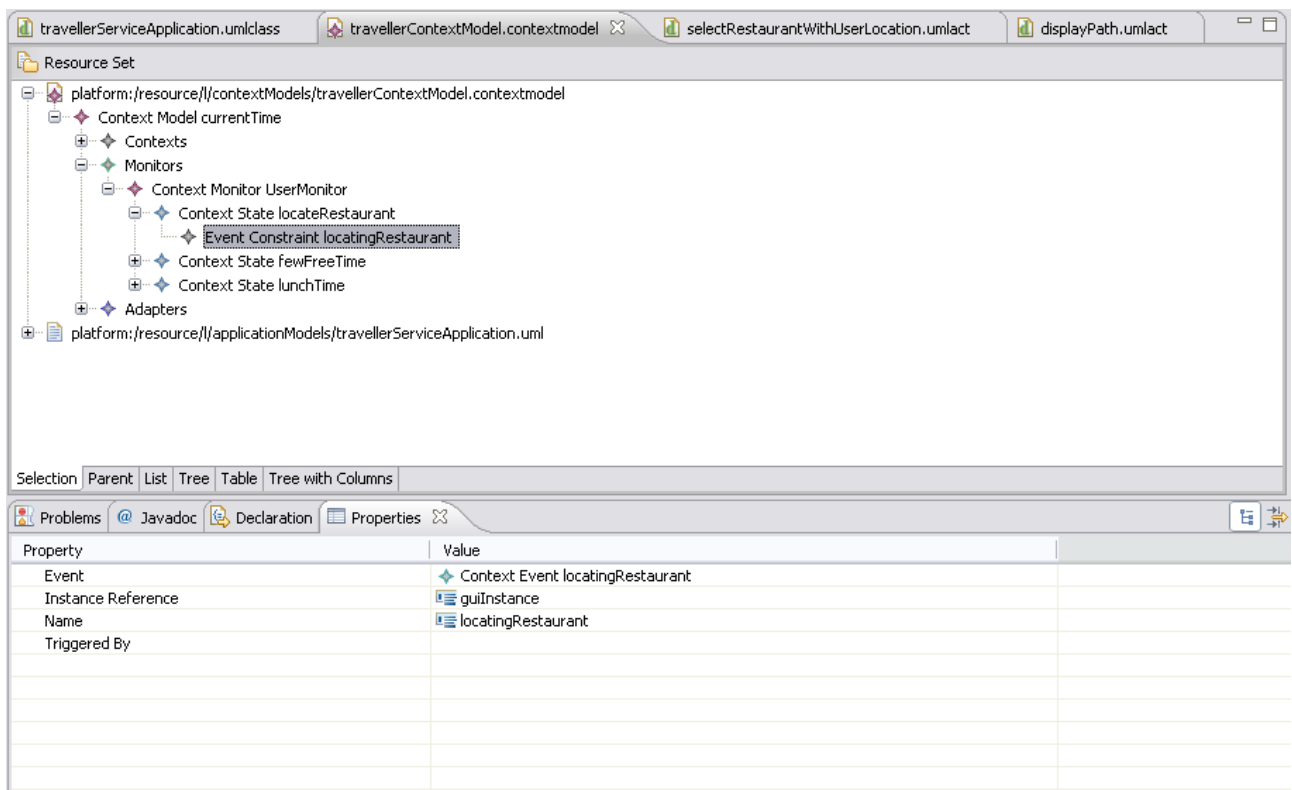 travellerServiceApplication.umlclass travellerContextModel.contextmodel selectRestaurantWithUserLocation.umlact displayPath.umlact
Resource Set
platform:/resource/l/contextModels/travellerContextModel.contextmodel
Context Model currentTime
Contexts
Monitors
Context Monitor UserMonitor
Context State locateRestaurant
Event Constraint locatingRestaurant
Context State fewFreeTime
Context State lunchTime
Adapters
platform:/resource/l/applicationModels/travellerServiceApplication.uml
Selection Parent List Tree Table Tree with Columns
Problems @ Javadoc Declaration Properties
Property Value
Event Context Event locatingRestaurant
Instance Reference guiInstance
Name locatingRestaurant
Triggered By